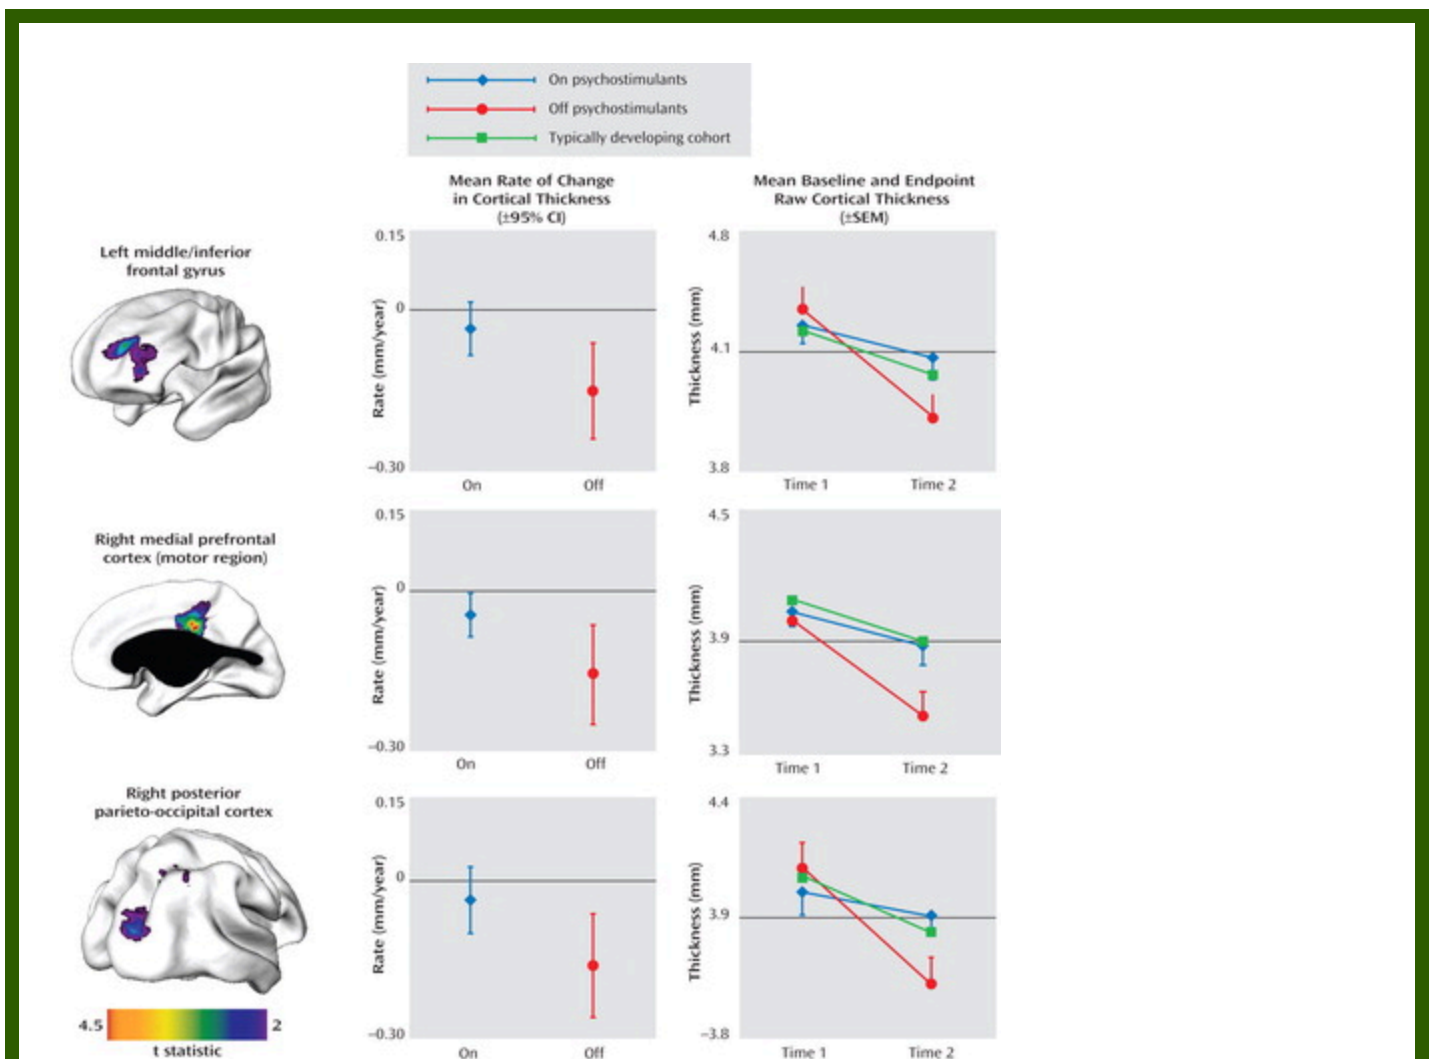 On psychostimulants
Off psychostimulants
Typically developing cohort
Mean Rate of Change
in Cortical Thickness
(±95% CI)
Mean Baseline and Endpoint
Raw Cortical Thickness
(±SEM)
Left middle/inferior
frontal gyrus
0.15
0
−0.30
Rate (mm/year)
On
Off
4.8
4.1
3.8
Thickness (mm)
Time 1
Time 2
Right medial prefrontal
cortex (motor region)
0.15
0
−0.30
Rate (mm/year)
On
Off
4.5
3.9
3.3
Thickness (mm)
Time 1
Time 2
Right posterior
parieto-occipital cortex
0.15
0
−0.30
Rate (mm/year)
On
Off
4.4
3.9
−3.8
Thickness (mm)
Time 1
Time 2
4.5
2
t statistic